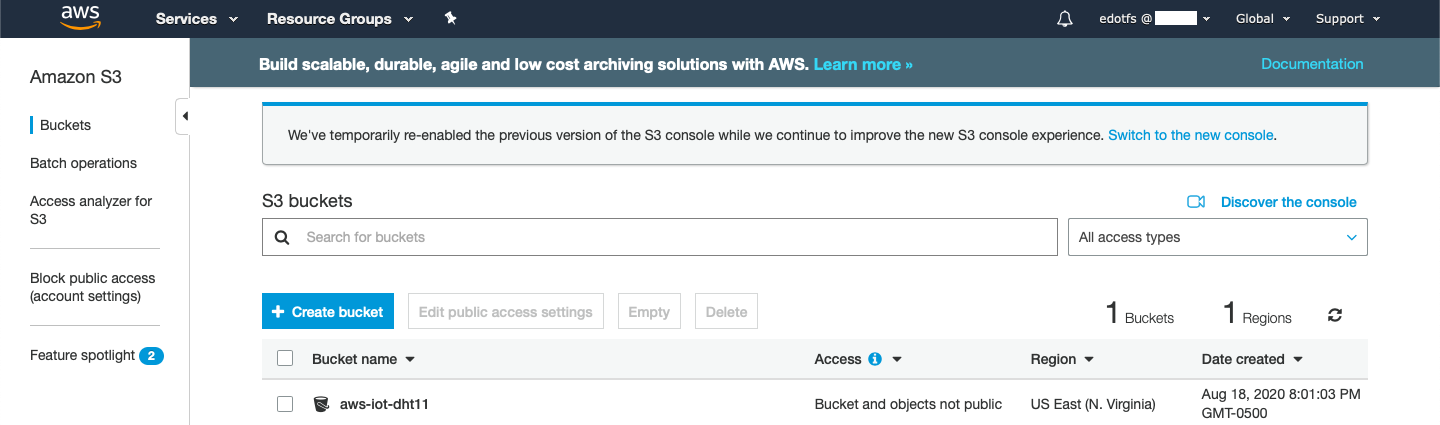 aws Services Resource Groups edotfs @ Global Support
Amazon S3
Build scalable, durable, agile and low cost archiving solutions with AWS. Learn more » Documentation
Buckets
Batch operations
Access analyzer for
S3
Block public access
(account settings)
Feature spotlight 2
We've temporarily re-enabled the previous version of the S3 console while we continue to improve the new S3 console experience. Switch to the new console.
S3 buckets Discover the console
Search for buckets All access types
Create bucket Edit public access settings Empty Delete 1 Buckets 1 Regions
Bucket name Access Region Date created
aws-iot-dht11 Bucket and objects not public US East (N. Virginia) Aug 18, 2020 8:01:03 PM
GMT-0500